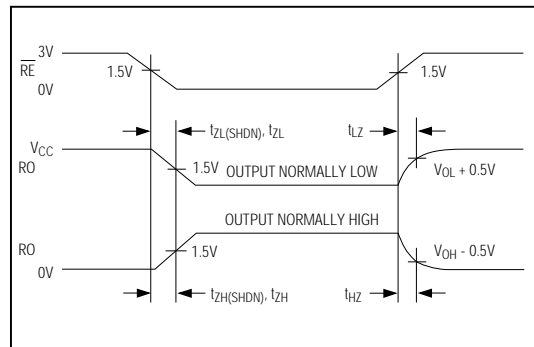 3V
RE
1.5V
1.5V
0V
tZL(SHDN), tZL
tLZ
VCC
RO
1.5V
OUTPUT NORMALLY LOW
VOL + 0.5V
OUTPUT NORMALLY HIGH
RO
1.5V
VOH - 0.5V
0V
tZH(SHDN), tZH
tHZ